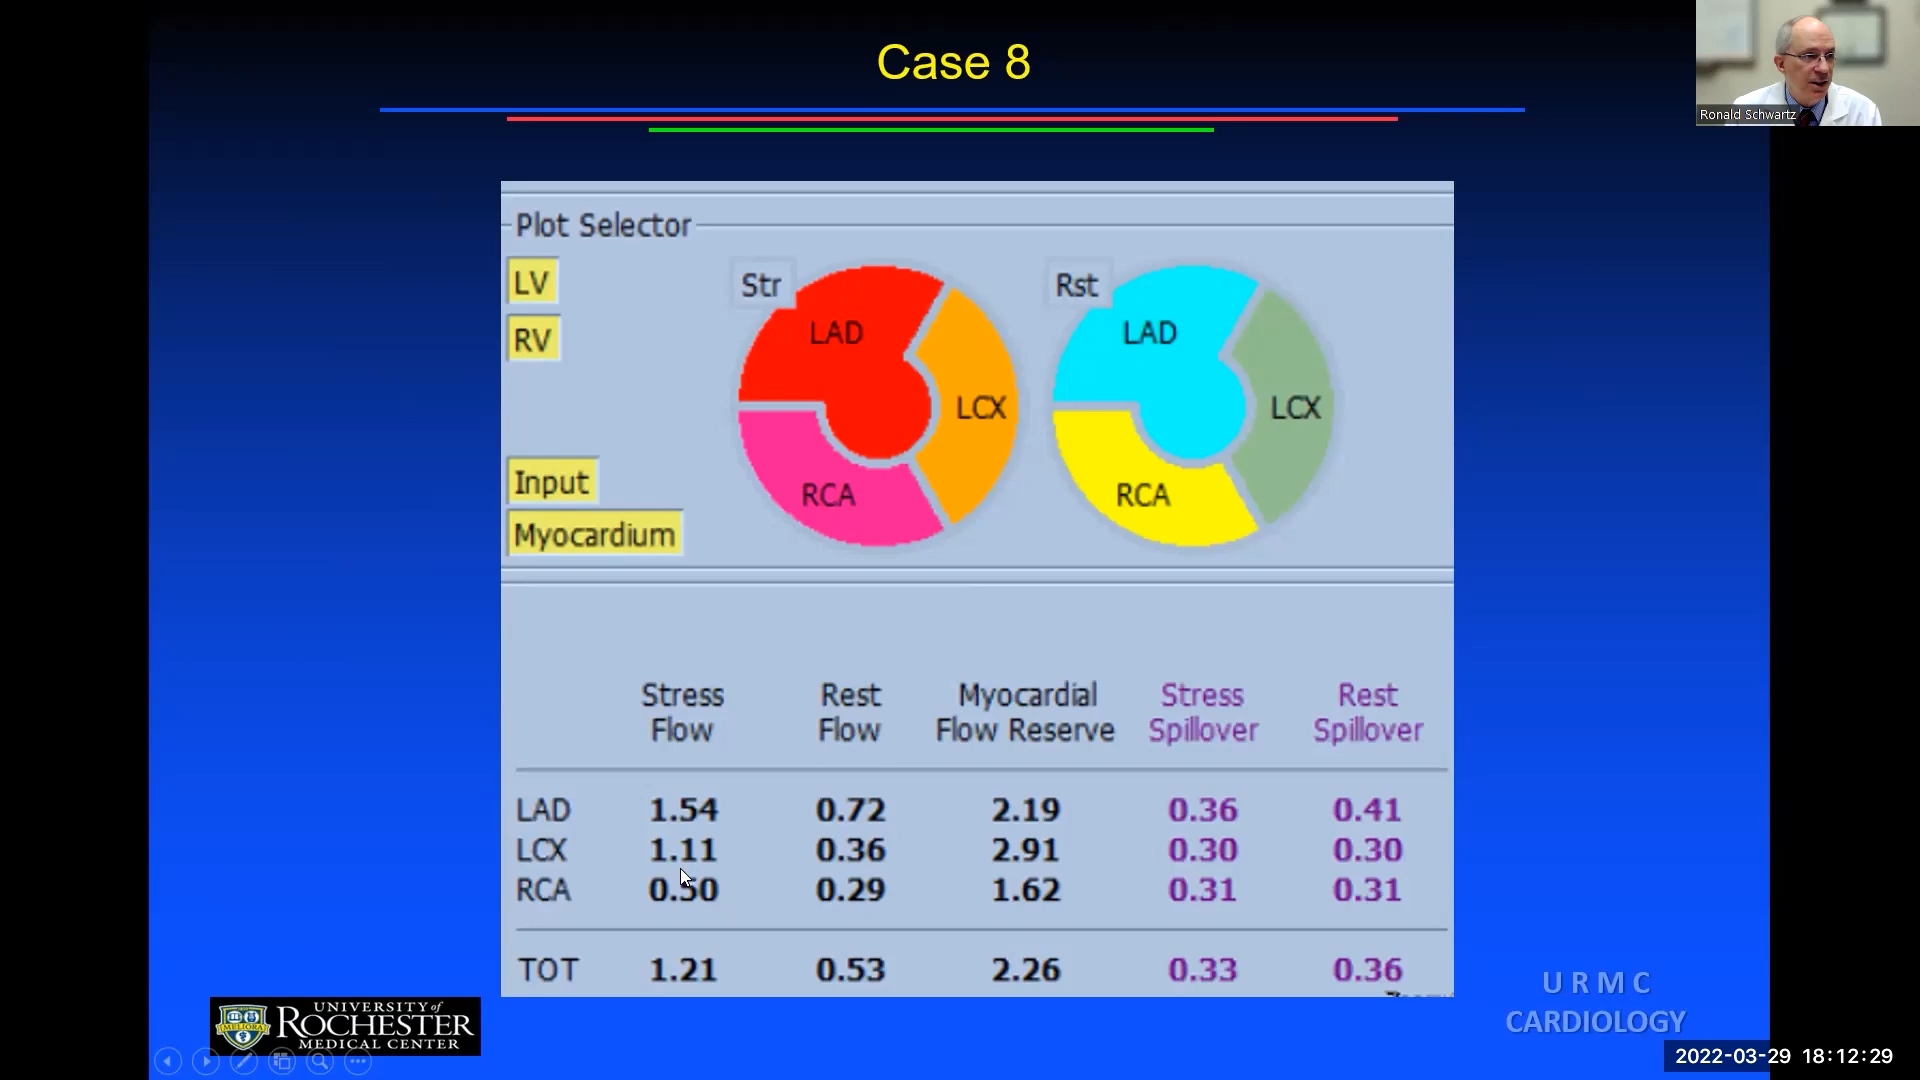 Case 8
Ronald Schwartz
Plot Selector
LV
RV
Input
Myocardium
Str
LAD
LCX
RCA
Rst
LAD
LCX
RCA
Stress Flow Rest Flow Myocardial Flow Reserve Stress Spillover Rest Spillover
LAD 1.54 0.72 2.19 0.36 0.41
LCX 1.11 0.36 2.91 0.30 0.30
RCA 0.50 0.29 1.62 0.31 0.31
TOT 1.21 0.53 2.26 0.33 0.36
UNIVERSITY of
ROCHESTER
MEDICAL CENTER
MELIORA
URMC
CARDIOLOGY
2022-03-29 18:12:29